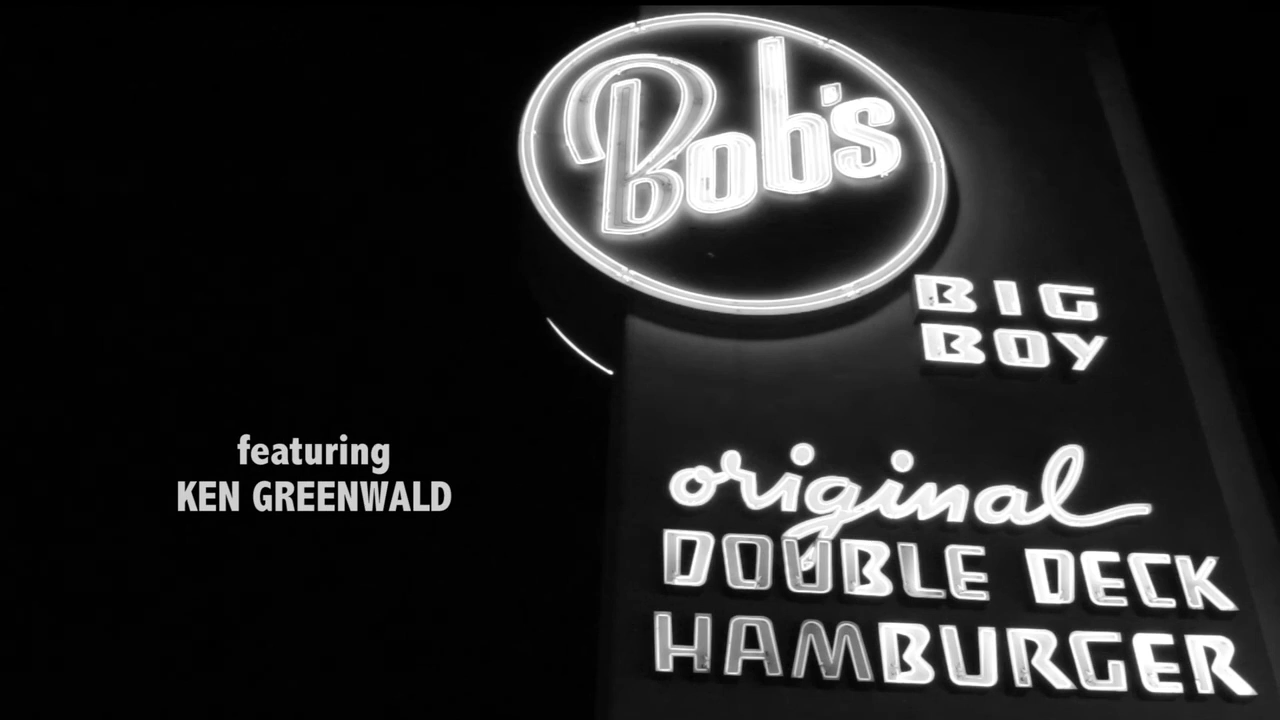 Bob's
BIG
BOY
featuring
KEN GREENWALD
original
DOUBLE DECK
HAMBURGER